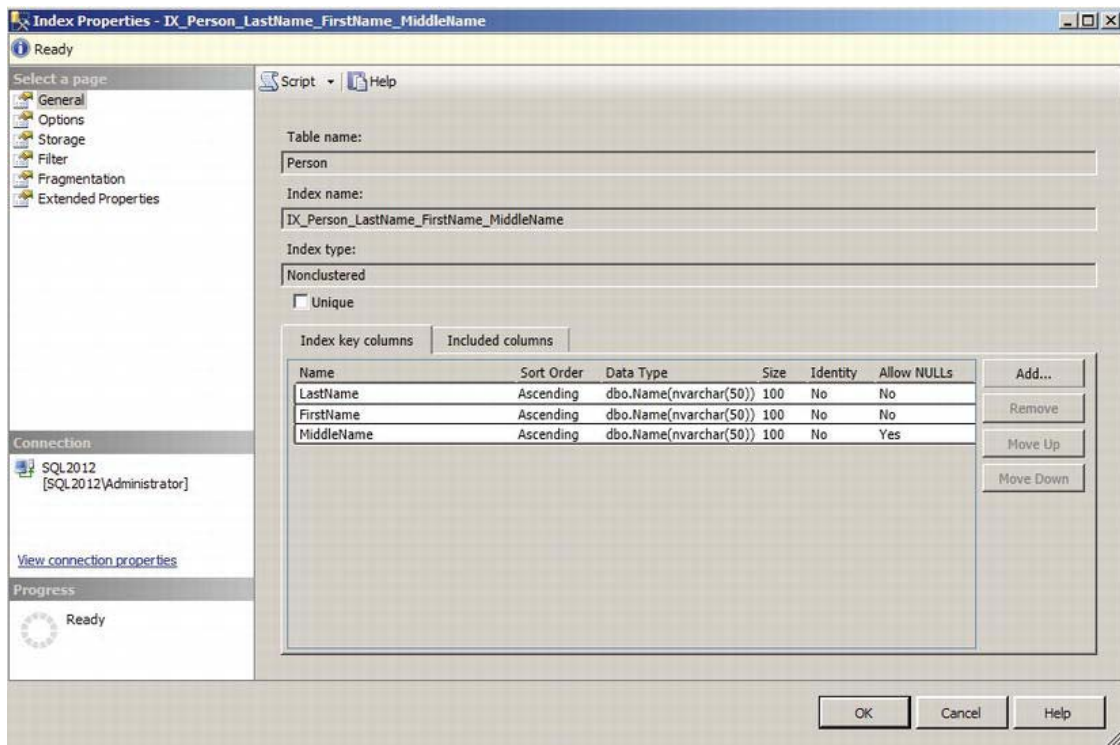 Index Properties - IX_Person_LastName_FirstName_MiddleName
Ready
Select a page
General
Options
Storage
Filter
Fragmentation
Extended Properties
Connection
SQL2012
[SQL2012\Administrator]
View connection properties
Progress
Ready
Script Help
Table name:
Person
Index name:
IX_Person_LastName_FirstName_MiddleName
Index type:
Nonclustered
Unique
Index key columns Included columns
Name Sort Order Data Type Size Identity Allow NULLs
LastName Ascending dbo.Name(nvarchar(50)) 100 No No
FirstName Ascending dbo.Name(nvarchar(50)) 100 No No
MiddleName Ascending dbo.Name(nvarchar(50)) 100 No Yes
Add...
Remove
Move Up
Move Down
OK Cancel Help